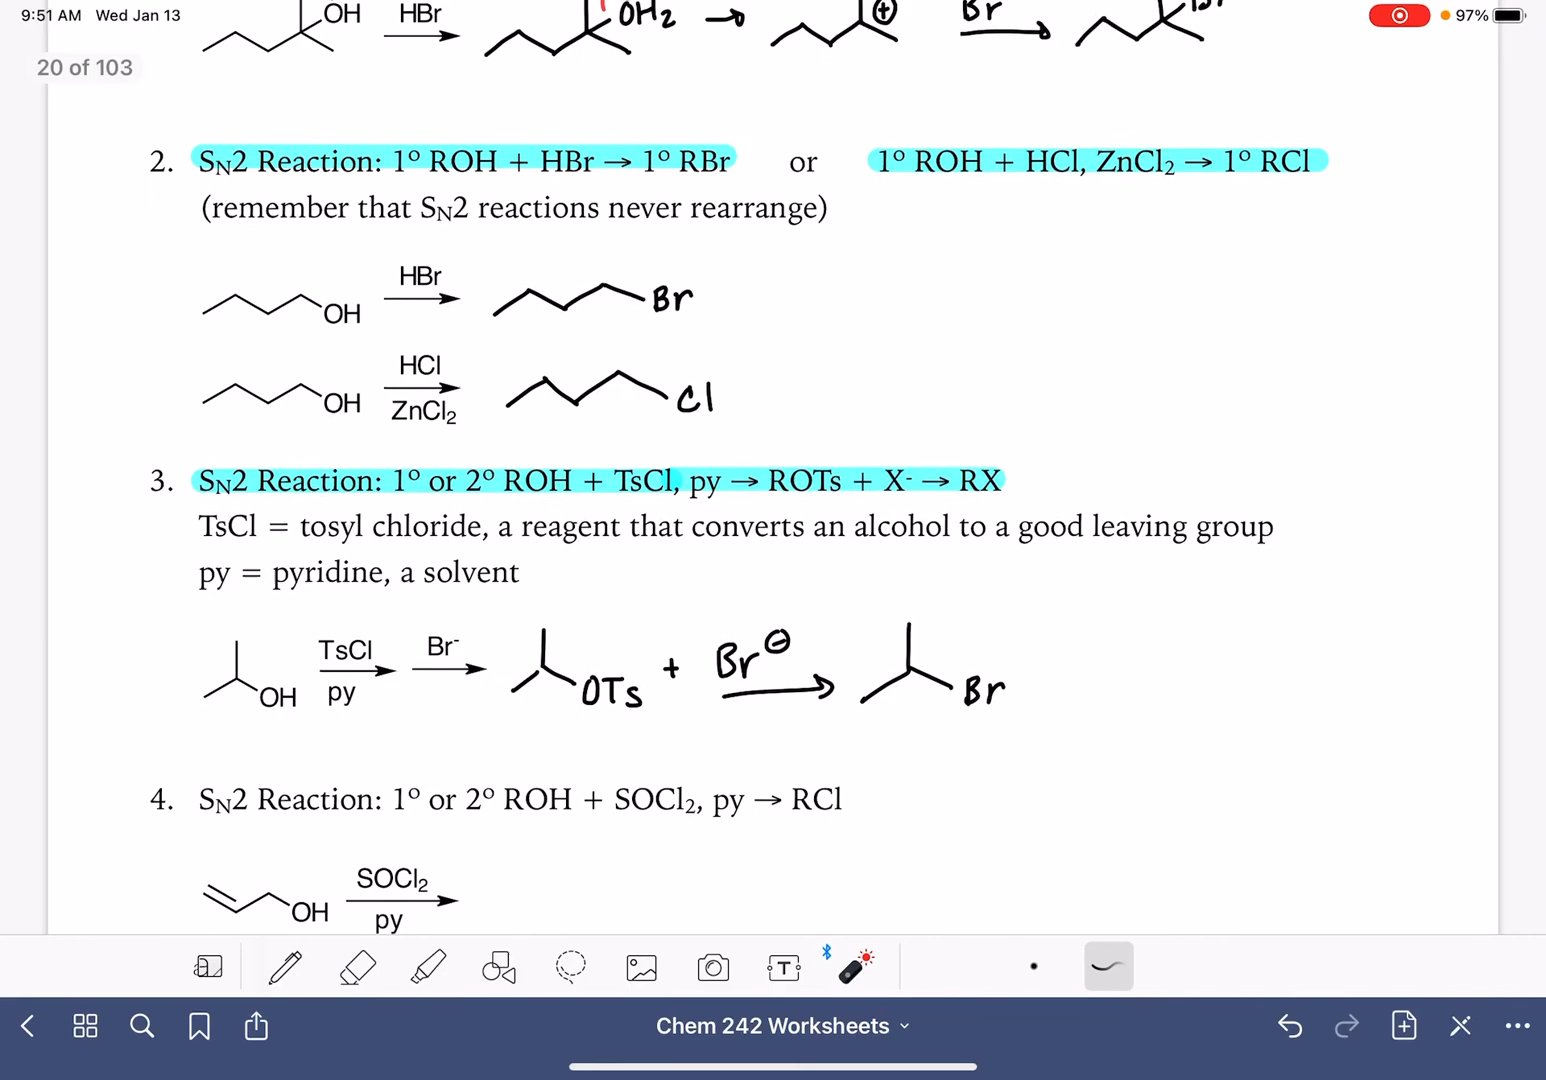 9:51 AM Wed Jan 13
97%
OH HBr OH2 → ⊕ Br
20 of 103
2. SN2 Reaction: 1° ROH + HBr → 1° RBr or 1° ROH + HCl, ZnCl2 → 1° RCl
(remember that SN2 reactions never rearrange)
OH HBr Br
OH HCl ZnCl2 Cl
3. SN2 Reaction: 1° or 2° ROH + TsCl, py → ROTs + X- → RX
TsCl = tosyl chloride, a reagent that converts an alcohol to a good leaving group
py = pyridine, a solvent
OH TsCl py Br- OTs + Br⊖ Br
4. SN2 Reaction: 1° or 2° ROH + SOCl2, py → RCl
OH SOCl2 py
a T
Chem 242 Worksheets